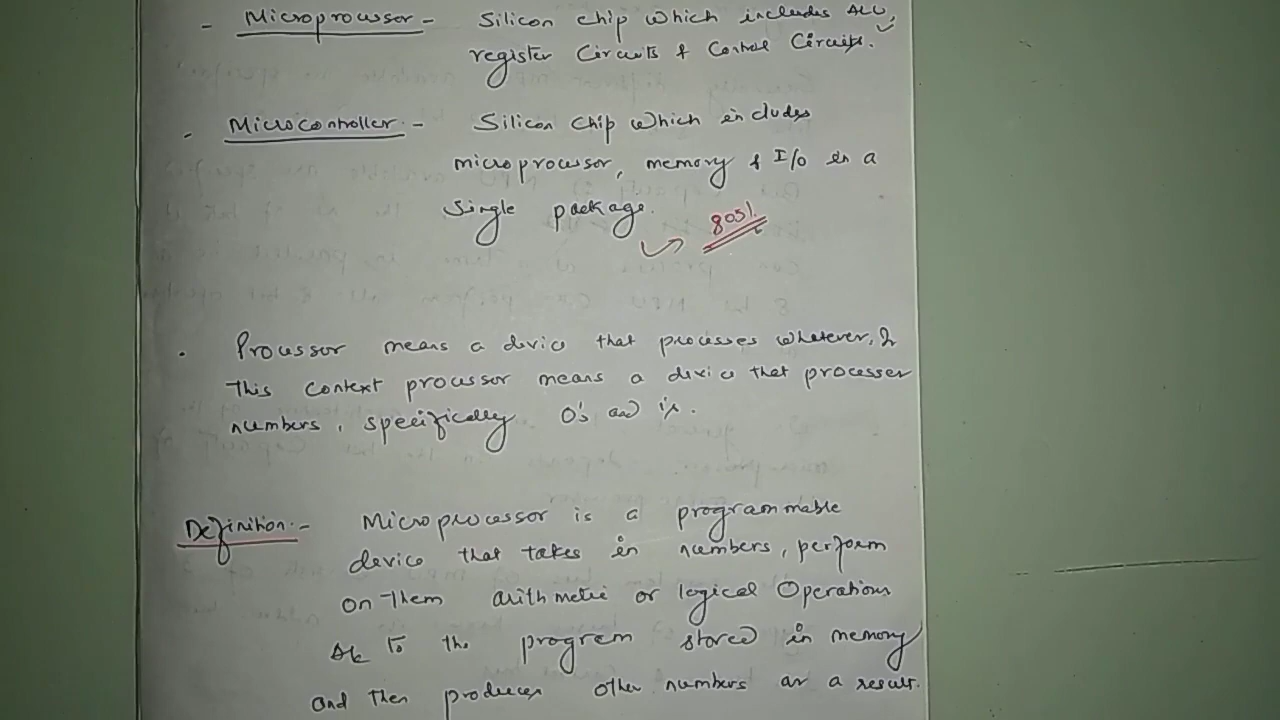 - Microprocessor - Silicon chip which includes ALU,
register Circuits & Control Circuits.
- Microcontroller :- Silicon chip which includes
microprocessor, memory & I/O in a
single package.
8051.
. Processor means a device that processes whatever, In
this context processor means a device that processes
numbers, specifically 0's and 1's.
Definition:- Microprocessor is a programmable
device that takes in numbers, perform
on them arithmetic or logical operations
to the program stored in memory
and then produces other numbers as a result.